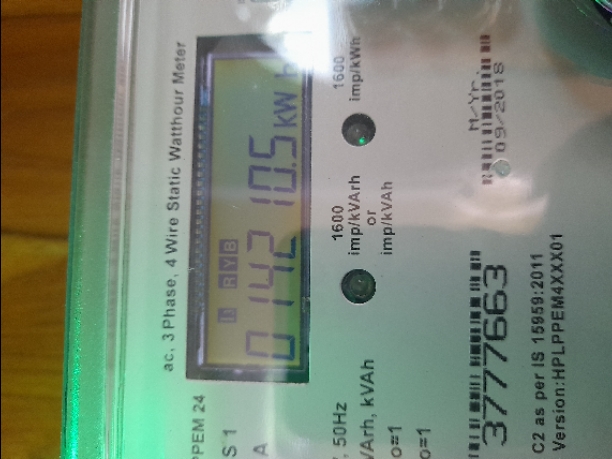 ac, 3 Phase, 4 Wire Static Watthour Meter
R Y B
0142 10.5 kWh
1600
imp/kWh
1600
imp/kVArh
or
imp/kVAh
M/Yr.
09/2018
PPEM 24
S 1
A
, 50Hz
VArh, kVAh
o=1
o=1
3777663
C2 as per IS 15959:2011
Version:HPLPPEM4XXX01